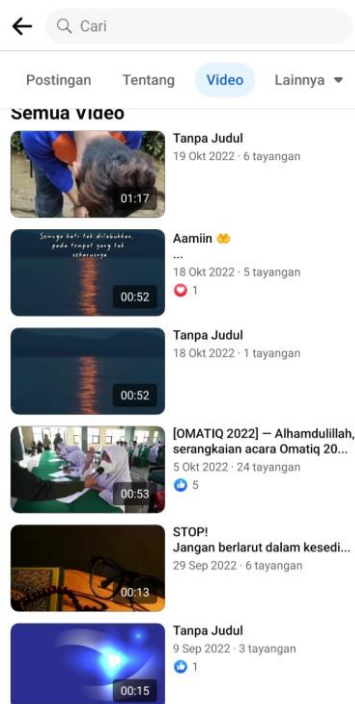 Cari
Postingan
Tentang
Video
Lainnya
Semua Video
01:17
Tanpa Judul
19 Okt 2022 · 6 tayangan
Semoga hati tak dilabuhkan,
pada tempat yang tak
seharusnya
00:52
Aamiin 🤲
...
18 Okt 2022 · 5 tayangan
1
00:52
Tanpa Judul
18 Okt 2022 · 1 tayangan
00:53
[OMATIQ 2022] — Alhamdulillah,
serangkaian acara Omatiq 20...
5 Okt 2022 · 24 tayangan
5
00:13
STOP!
Jangan berlarut dalam kesedi...
29 Sep 2022 · 6 tayangan
00:15
Tanpa Judul
9 Sep 2022 · 3 tayangan
1